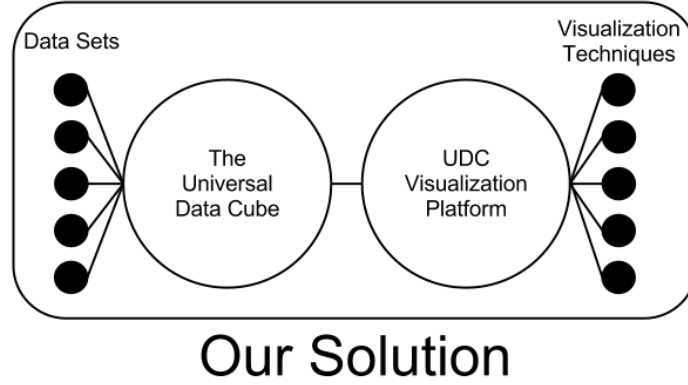 Data Sets
Visualization
Techniques
The
Universal
Data Cube
UDC
Visualization
Platform
Our Solution